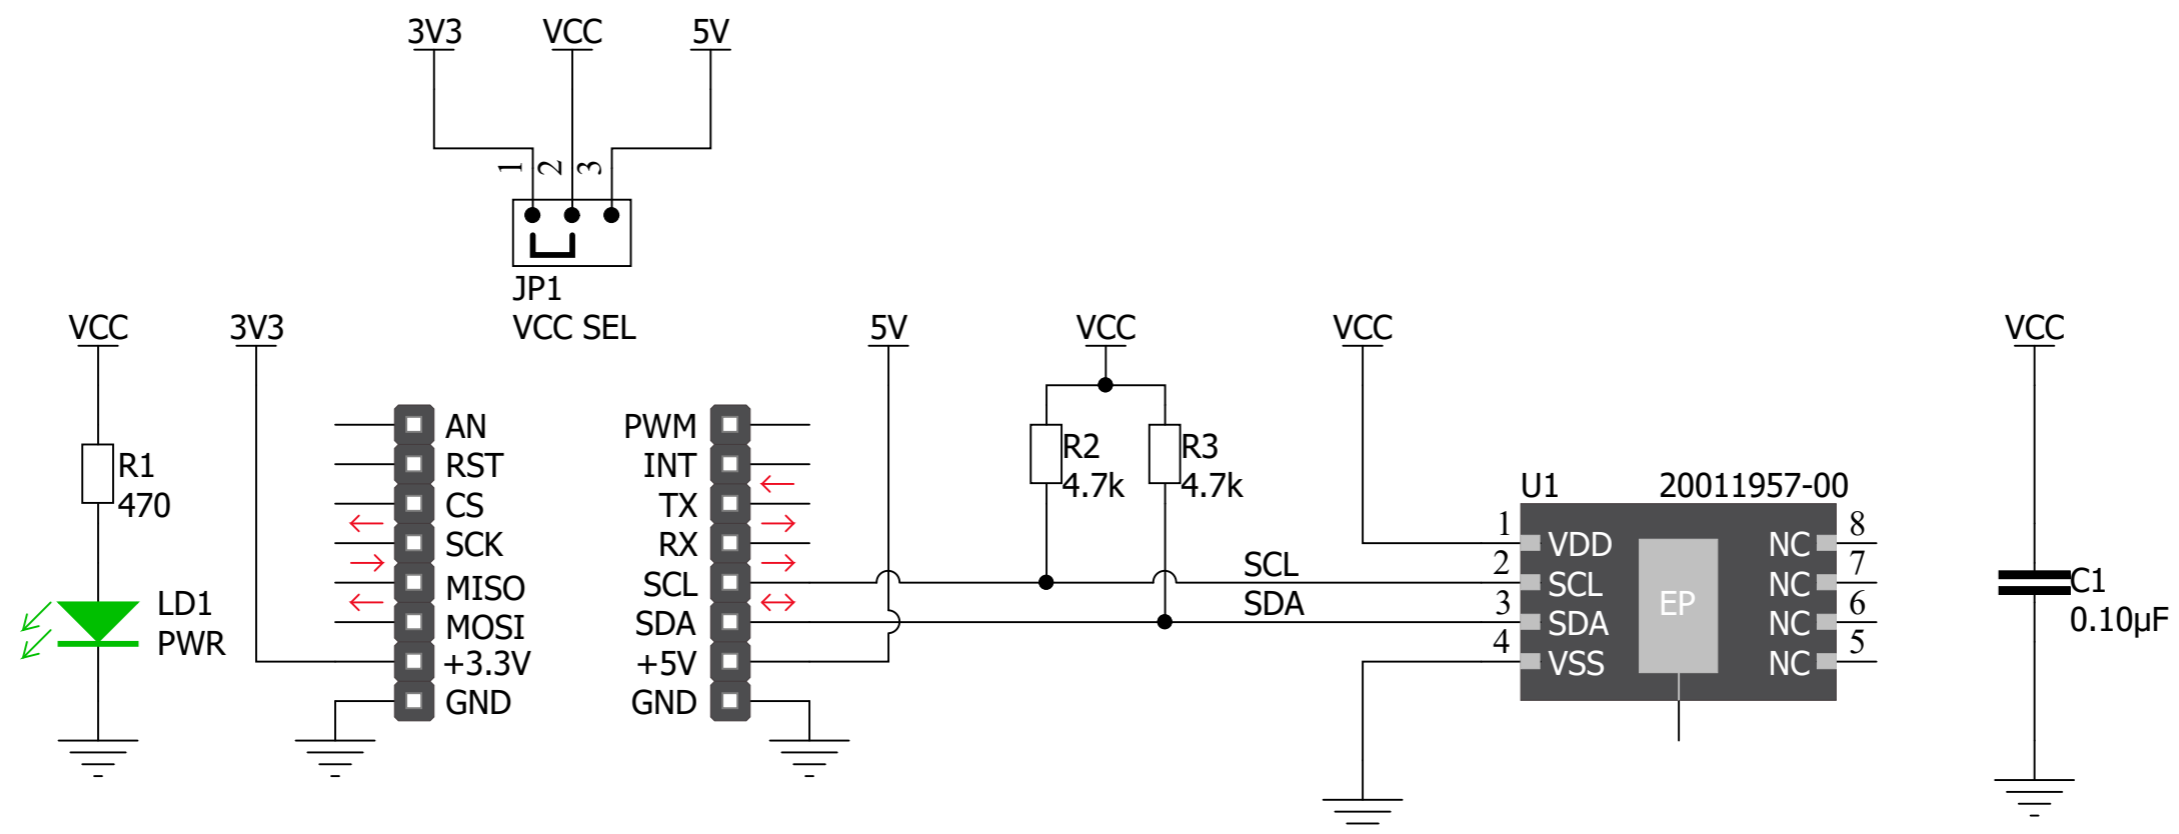 3V3 VCC 5V
1 2 3
JP1
VCC SEL
VCC 3V3 5V VCC VCC VCC
AN PWM
RST INT
CS TX
SCK RX
MISO SCL
MOSI SDA
+3.3V +5V
GND GND
R1
470
LD1
PWR
R2
4.7k
R3
4.7k
SCL
SDA
U1 20011957-00
1 VDD NC 8
2 SCL NC 7
3 SDA NC 6
4 VSS NC 5
EP
C1
0.10µF